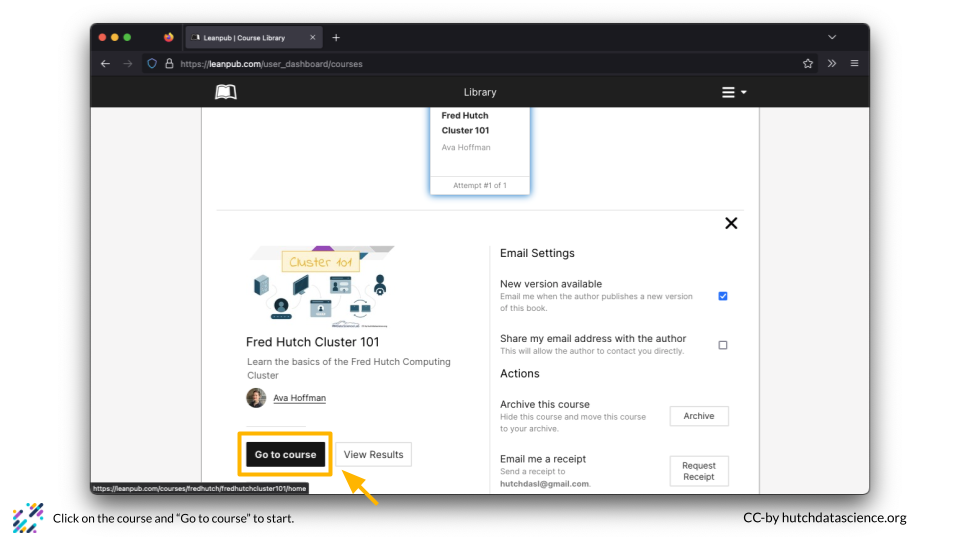 Leanpub | Course Library
https://leanpub.com/user_dashboard/courses
Library
Fred Hutch
Cluster 101
Ava Hoffman
Attempt #1 of 1
Cluster 101
Fred Hutch Cluster 101
Learn the basics of the Fred Hutch Computing
Cluster
Ava Hoffman
Go to course
View Results
Email Settings
New version available
Email me when the author publishes a new version
of this book.
Share my email address with the author
This will allow the author to contact you directly.
Actions
Archive this course
Hide this course and move this course
to your archive.
Archive
Email me a receipt
Send a receipt to
hutchdasl@gmail.com.
Request
Receipt
https://leanpub.com/courses/fredhutch/fredhutchcluster101/home
Click on the course and “Go to course” to start.
CC-by hutchdatascience.org